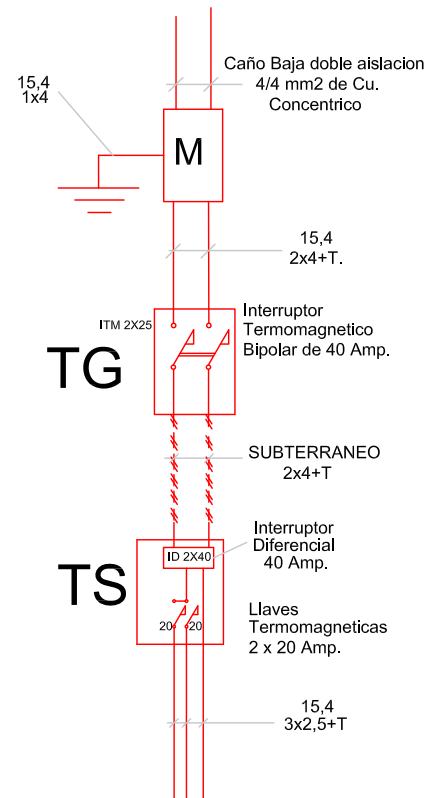 Caño Baja doble aislacion
4/4 mm2 de Cu.
Concentrico
15,4
1x4
M
15,4
2x4+T.
ITM 2X25
Interruptor
Termomagnetico
Bipolar de 40 Amp.
TG
SUBTERRANEO
2x4+T
Interruptor
Diferencial
40 Amp.
ID 2X40
TS
Llaves
Termomagneticas
2 x 20 Amp.
20
20
15,4
3x2,5+T